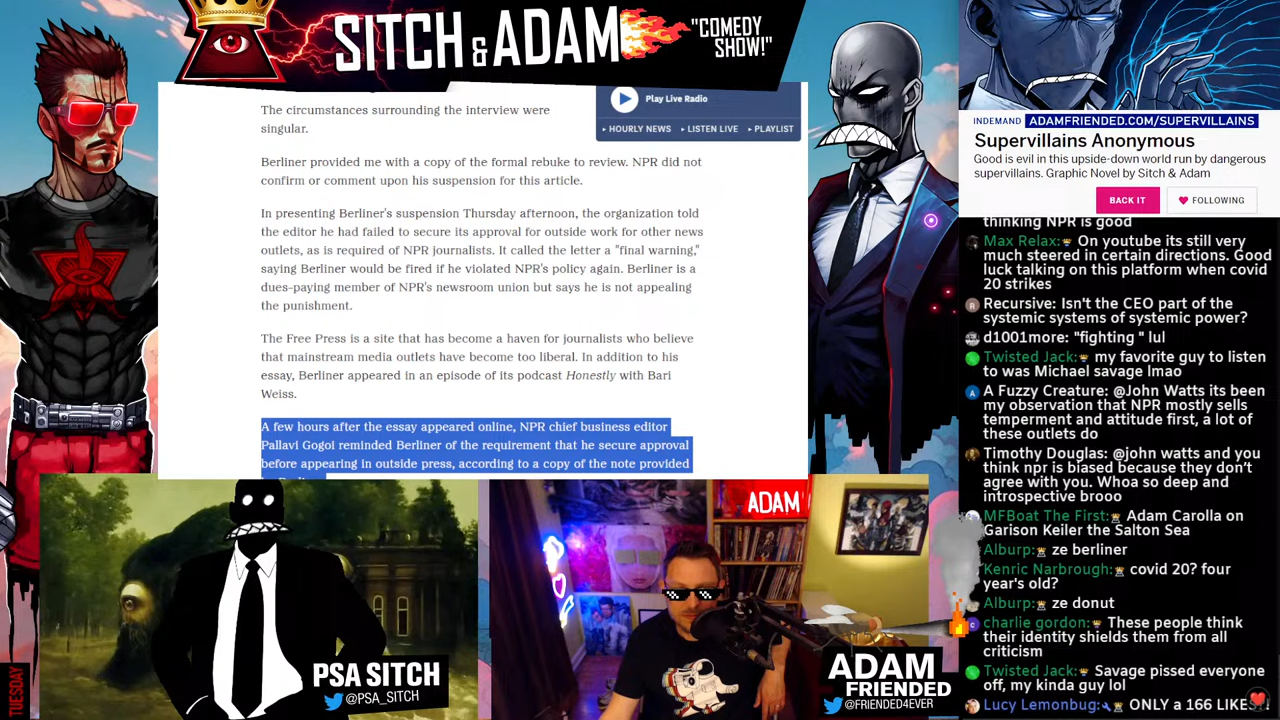 SITCH & ADAM
"COMEDY
SHOW!"
The circumstances surrounding the interview were
singular.
Play Live Radio
HOURLY NEWS
LISTEN LIVE
PLAYLIST
Berliner provided me with a copy of the formal rebuke to review. NPR did not
confirm or comment upon his suspension for this article.
In presenting Berliner's suspension Thursday afternoon, the organization told
the editor he had failed to secure its approval for outside work for other news
outlets, as is required of NPR journalists. It called the letter a "final warning,"
saying Berliner would be fired if he violated NPR's policy again. Berliner is a
dues-paying member of NPR's newsroom union but says he is not appealing
the punishment.
The Free Press is a site that has become a haven for journalists who believe
that mainstream media outlets have become too liberal. In addition to his
essay, Berliner appeared in an episode of its podcast Honestly with Bari
Weiss.
A few hours after the essay appeared online, NPR chief business editor
Pallavi Gogoi reminded Berliner of the requirement that he secure approval
before appearing in outside press, according to a copy of the note provided
INDEMAND ADAMFRIENDED.COM/SUPERVILLAINS
Supervillains Anonymous
Good is evil in this upside-down world run by dangerous
supervillains. Graphic Novel by Sitch & Adam
BACK IT
FOLLOWING
thinking NPR is good
Max Relax: On youtube its still very
much steered in certain directions. Good
luck talking on this platform when covid
20 strikes
Recursive: Isn't the CEO part of the
systemic systems of systemic power?
d1001more: "fighting " lul
Twisted Jack: my favorite guy to listen
to was Michael savage lmao
A Fuzzy Creature: @John Watts its been
my observation that NPR mostly sells
temperment and attitude first, a lot of
these outlets do
Timothy Douglas: @john watts and you
think npr is biased because they don't
agree with you. Whoa so deep and
introspective brooo
MFBoat The First: Adam Carolla on
Garison Keiler the Salton Sea
Alburp: ze berliner
Kenric Narbrough: covid 20? four
year's old?
Alburp: ze donut
charlie gordon: These people think
their identity shields them from all
criticism
Twisted Jack: Savage pissed everyone
off, my kinda guy lol
Lucy Lemonbug: ONLY a 166 LIKES
TUESDAY
PSA SITCH
@PSA_SITCH
ADAM
ADAM
FRIENDED
@FRIENDED4EVER